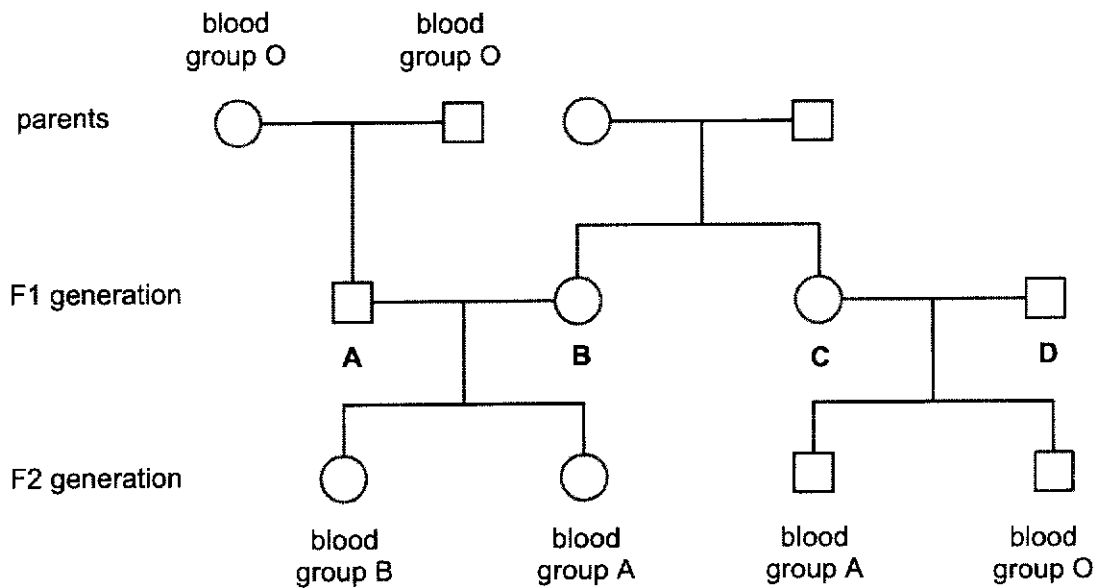 blood
group O
blood
group O
parents
F1 generation
A
B
C
D
F2 generation
blood
group B
blood
group A
blood
group A
blood
group O